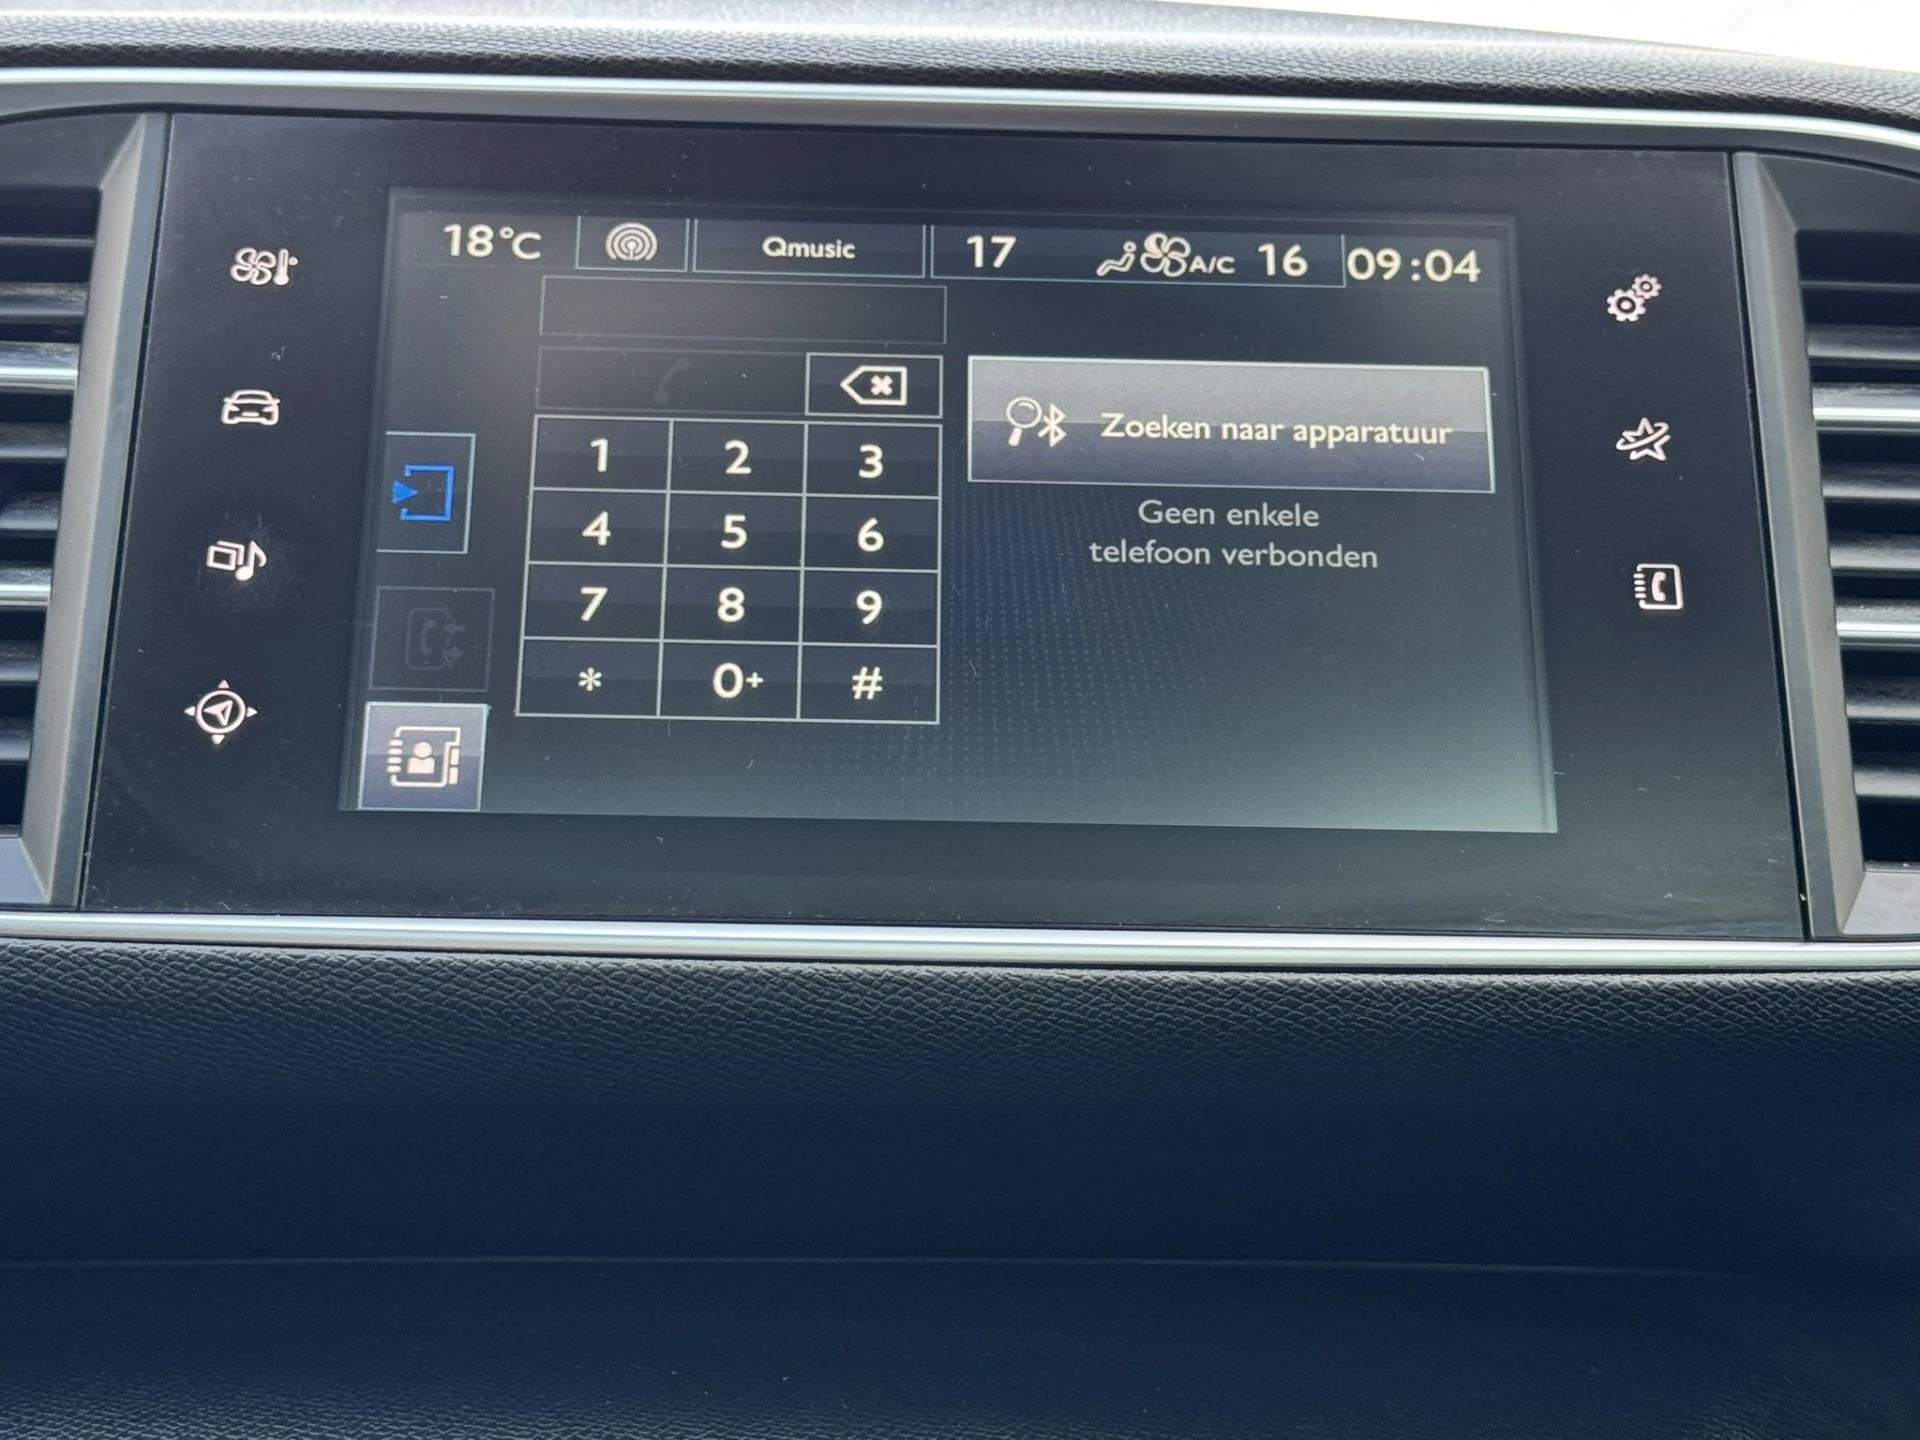 18°C Qmusic 17 A/C 16 09:04
Zoeken naar apparatuur
Geen enkele
telefoon verbonden
1 2 3
4 5 6
7 8 9
* 0+ #